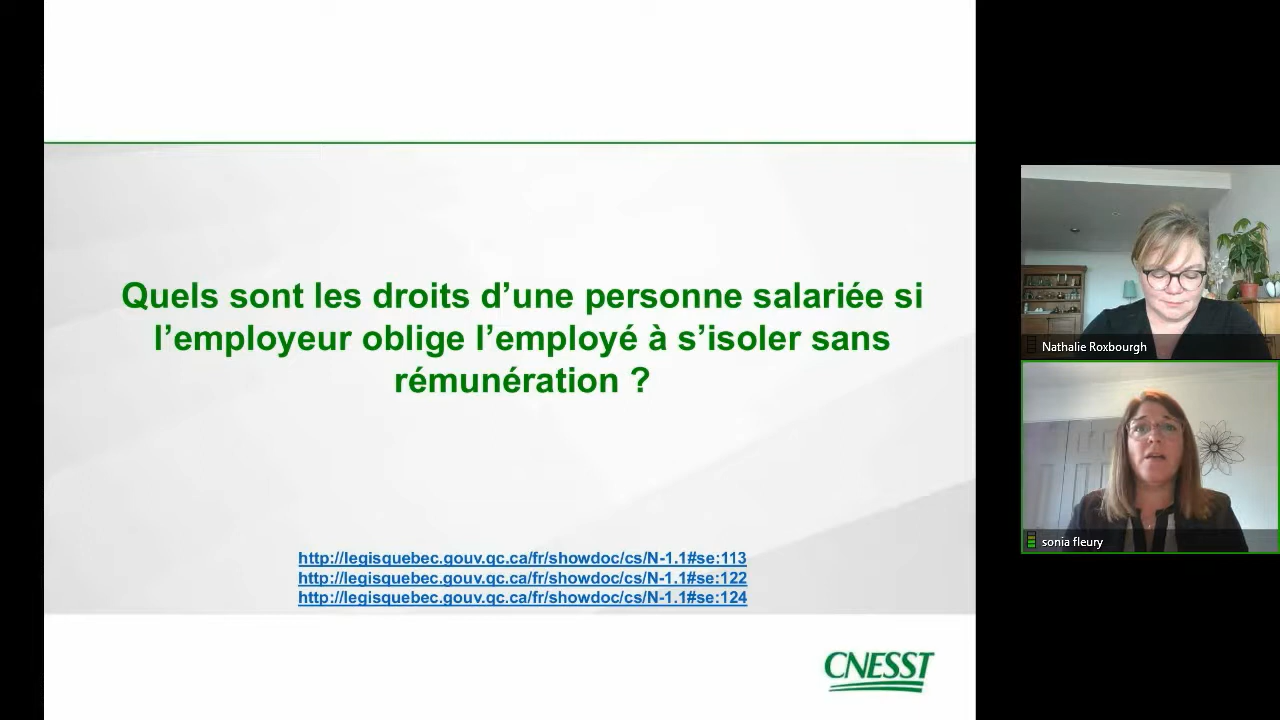 Quels sont les droits d’une personne salariée si
l’employeur oblige l’employé à s’isoler sans
rémunération ?
http://legisquebec.gouv.qc.ca/fr/showdoc/cs/N-1.1#se:113
http://legisquebec.gouv.qc.ca/fr/showdoc/cs/N-1.1#se:122
http://legisquebec.gouv.qc.ca/fr/showdoc/cs/N-1.1#se:124
CNESST
Nathalie Roxbourgh
sonia fleury